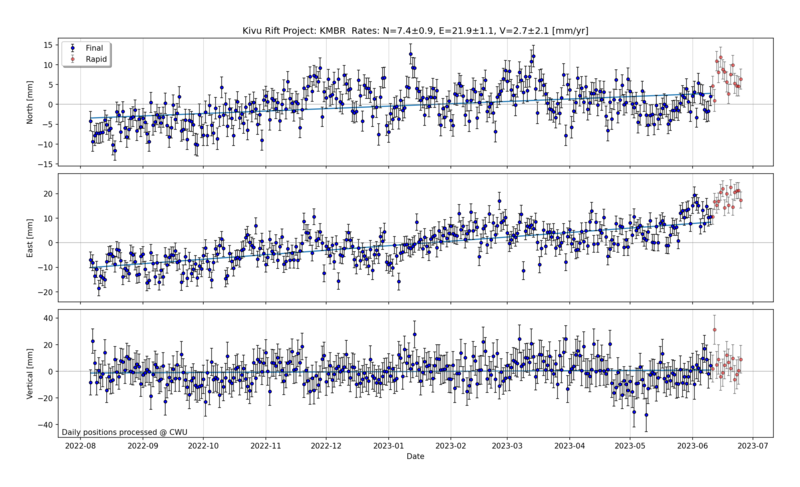 Kivu Rift Project: KMBR Rates: N=7.4±0.9, E=21.9±1.1, V=2.7±2.1 [mm/yr]
Final
Rapid
North [mm]
15
10
5
0
−5
−10
−15
East [mm]
20
10
0
−10
−20
Vertical [mm]
40
20
0
−20
−40
Daily positions processed @ CWU
2022-08 2022-09 2022-10 2022-11 2022-12 2023-01 2023-02 2023-03 2023-04 2023-05 2023-06 2023-07
Date